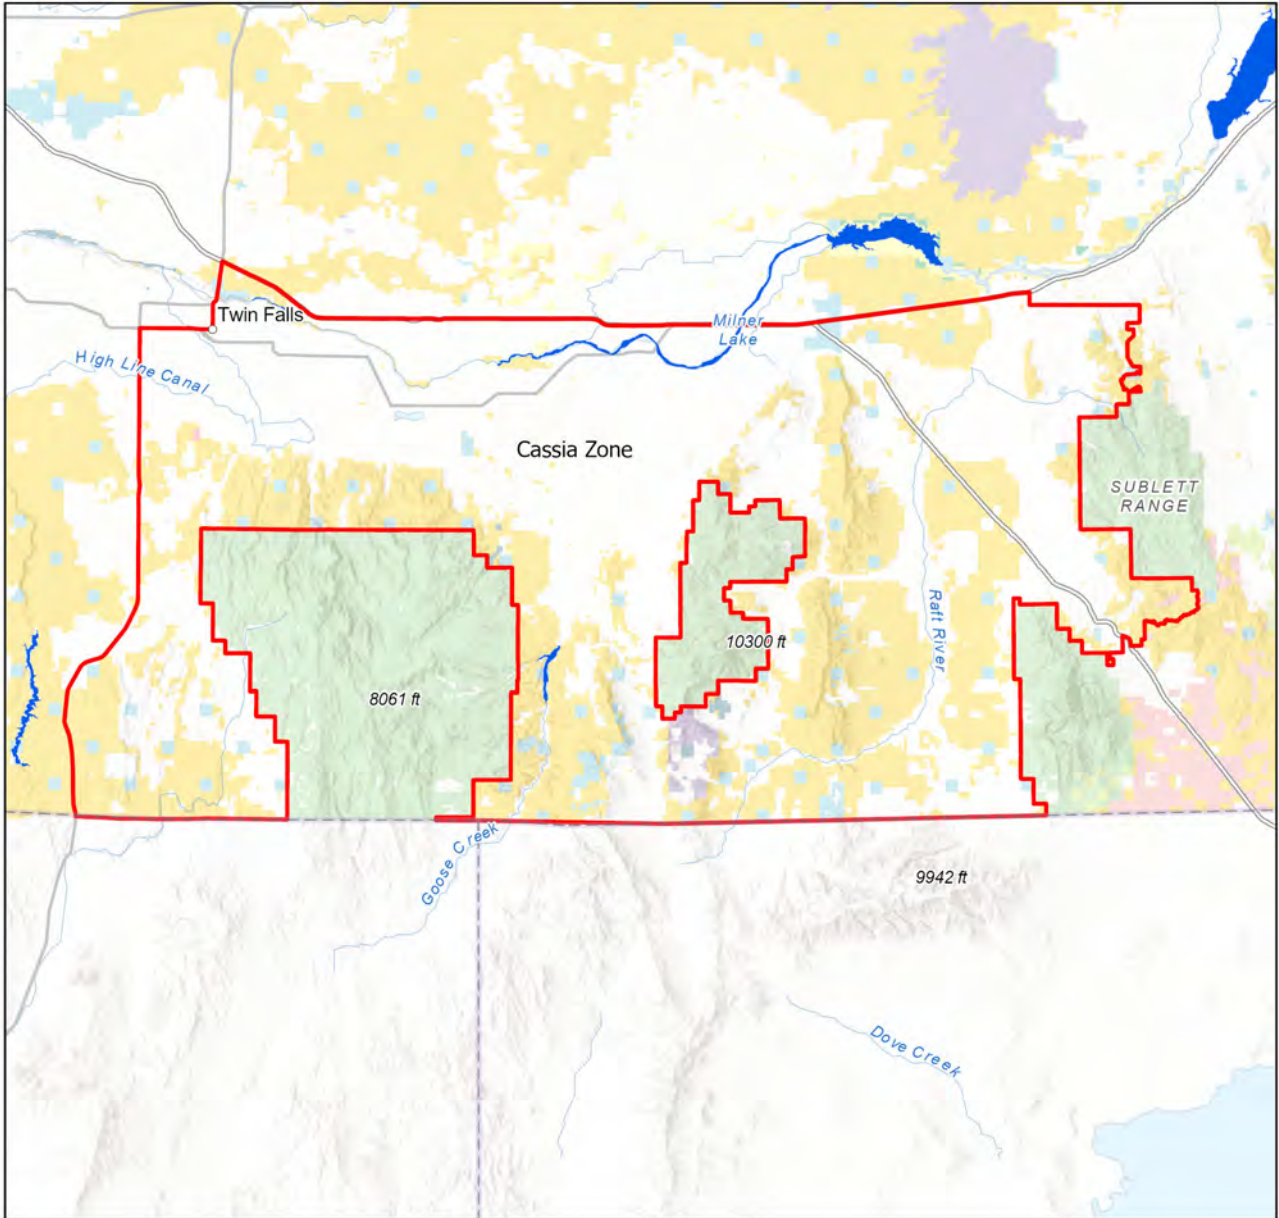 Twin Falls
Milner
Lake
High Line Canal
Cassia Zone
SUBLETT
RANGE
Raft River
10300 ft
8061 ft
Goose Creek
9942 ft
Dove Creek